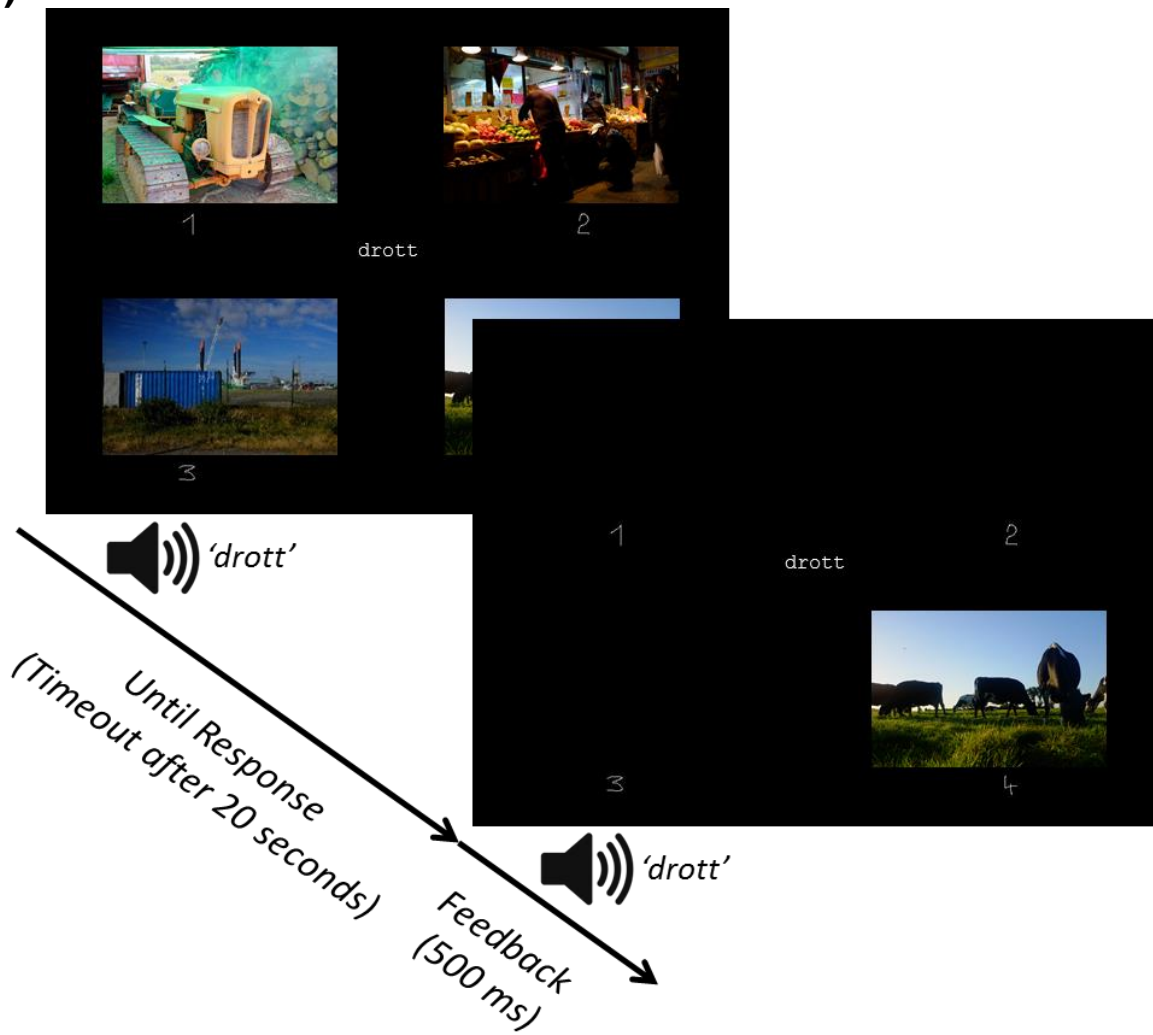 )
1 2
drott
3
'drott'
1 2
drott
3 4
'drott'
Until Response
(Timeout after 20 seconds)
Feedback
(500 ms)